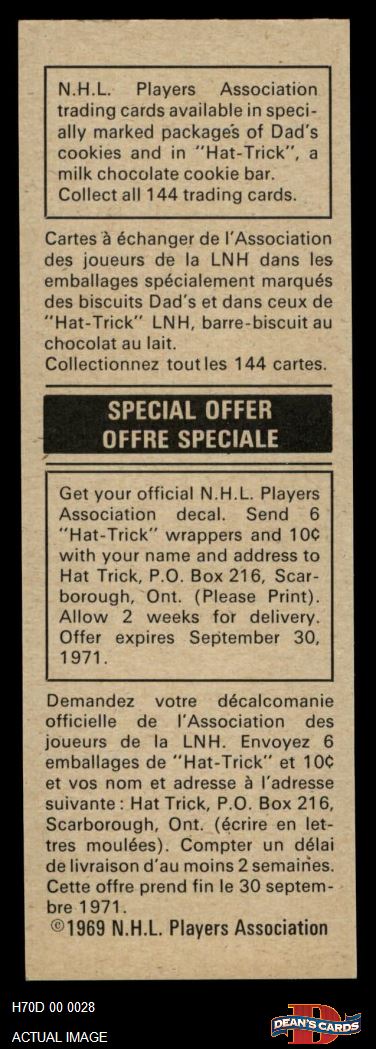 N.H.L. Players Association
trading cards available in speci-
ally marked packages of Dad's
cookies and in "Hat-Trick", a
milk chocolate cookie bar.
Collect all 144 trading cards.
Cartes à échanger de l'Association
des joueurs de la LNH dans les
emballages spécialement marqués
des biscuits Dad's et dans ceux de
"Hat-Trick" LNH, barre-biscuit au
chocolat au lait.
Collectionnez tout les 144 cartes.
SPECIAL OFFER
OFFRE SPECIALE
Get your official N.H.L. Players
Association decal. Send 6
"Hat-Trick" wrappers and 10¢
with your name and address to
Hat Trick, P.O. Box 216, Scar-
borough, Ont. (Please Print).
Allow 2 weeks for delivery.
Offer expires September 30,
1971.
Demandez votre décalcomanie
officielle de l'Association des
joueurs de la LNH. Envoyez 6
emballages de "Hat-Trick" et 10¢
et vos nom et adresse à l'adresse
suivante : Hat Trick, P.O. Box 216,
Scarborough, Ont. (écrire en let-
tres moulées). Compter un délai
de livraison d'au moins 2 semaines.
Cette offre prend fin le 30 septem-
bre 1971.
©1969 N.H.L. Players Association
H70D 00 0028
ACTUAL IMAGE
D
DEAN'S CARDS